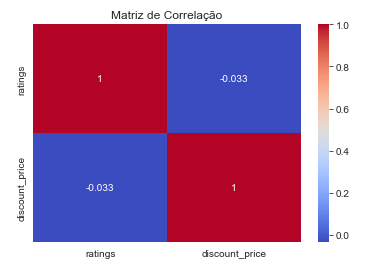 Matriz de Correlação
ratings
discount_price
1
-0.033
-0.033
1
ratings
discount_price
1.0
0.8
0.6
0.4
0.2
0.0